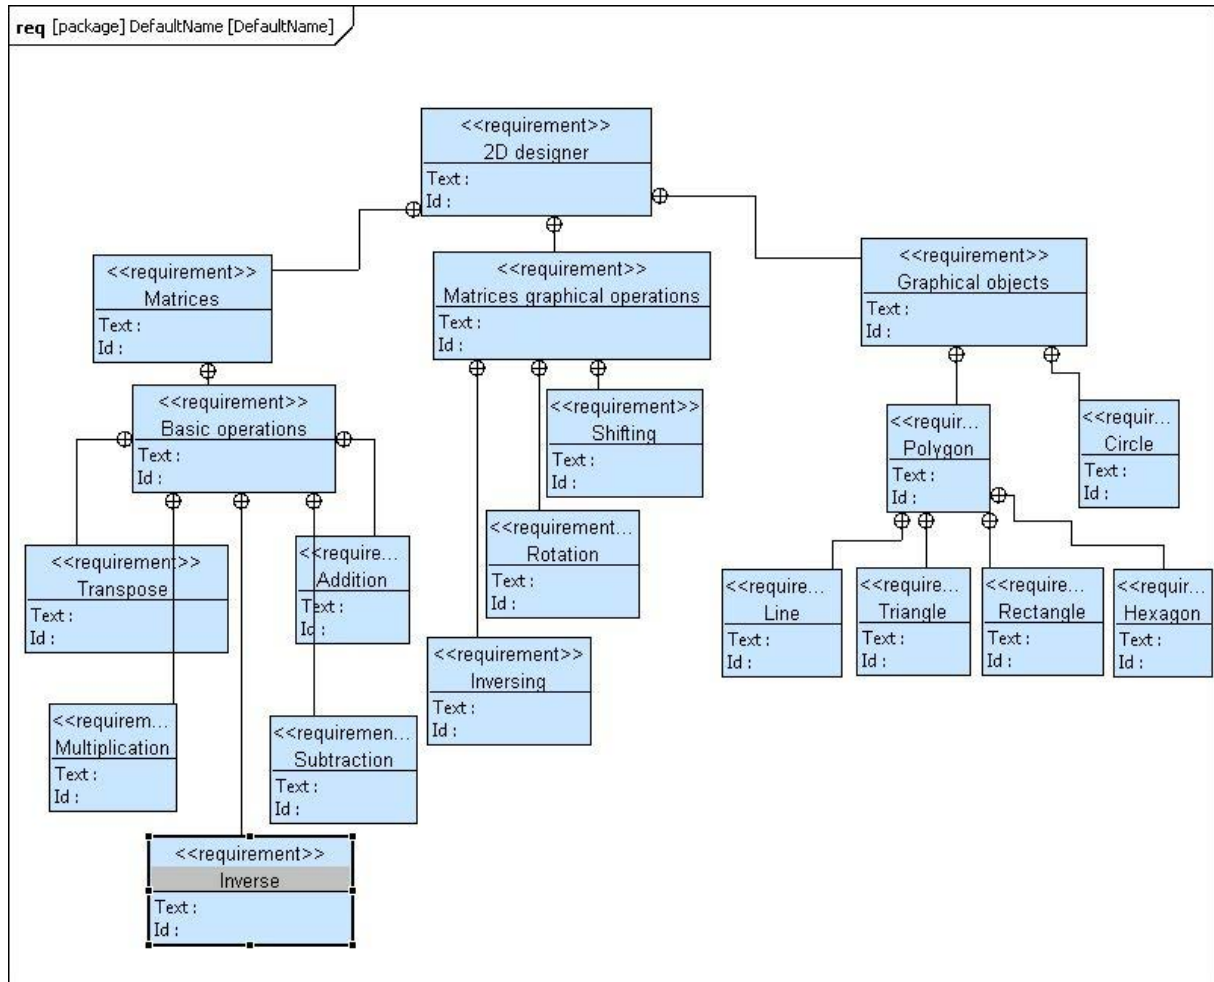 req [package] DefaultName [DefaultName]
<<requirement>>
2D designer
Text :
Id :
<<requirement>>
Matrices
Text :
Id :
<<requirement>>
Matrices graphical operations
Text :
Id :
<<requirement>>
Graphical objects
Text :
Id :
<<requirement>>
Basic operations
Text :
Id :
<<requirement>>
Shifting
Text :
Id :
<<requir...
Polygon
Text :
Id :
<<requir...
Circle
Text :
Id :
<<requirement>>
Transpose
Text :
Id :
<<require...
Addition
Text :
Id :
<<requirement...
Rotation
Text :
Id :
<<require...
Line
Text :
Id :
<<require...
Triangle
Text :
Id :
<<require...
Rectangle
Text :
Id :
<<requir...
Hexagon
Text :
Id :
<<requirement>>
Inversing
Text :
Id :
<<requirem...
Multiplication
Text :
Id :
<<requiremen...
Subtraction
Text :
Id :
<<requirement>>
Inverse
Text :
Id :